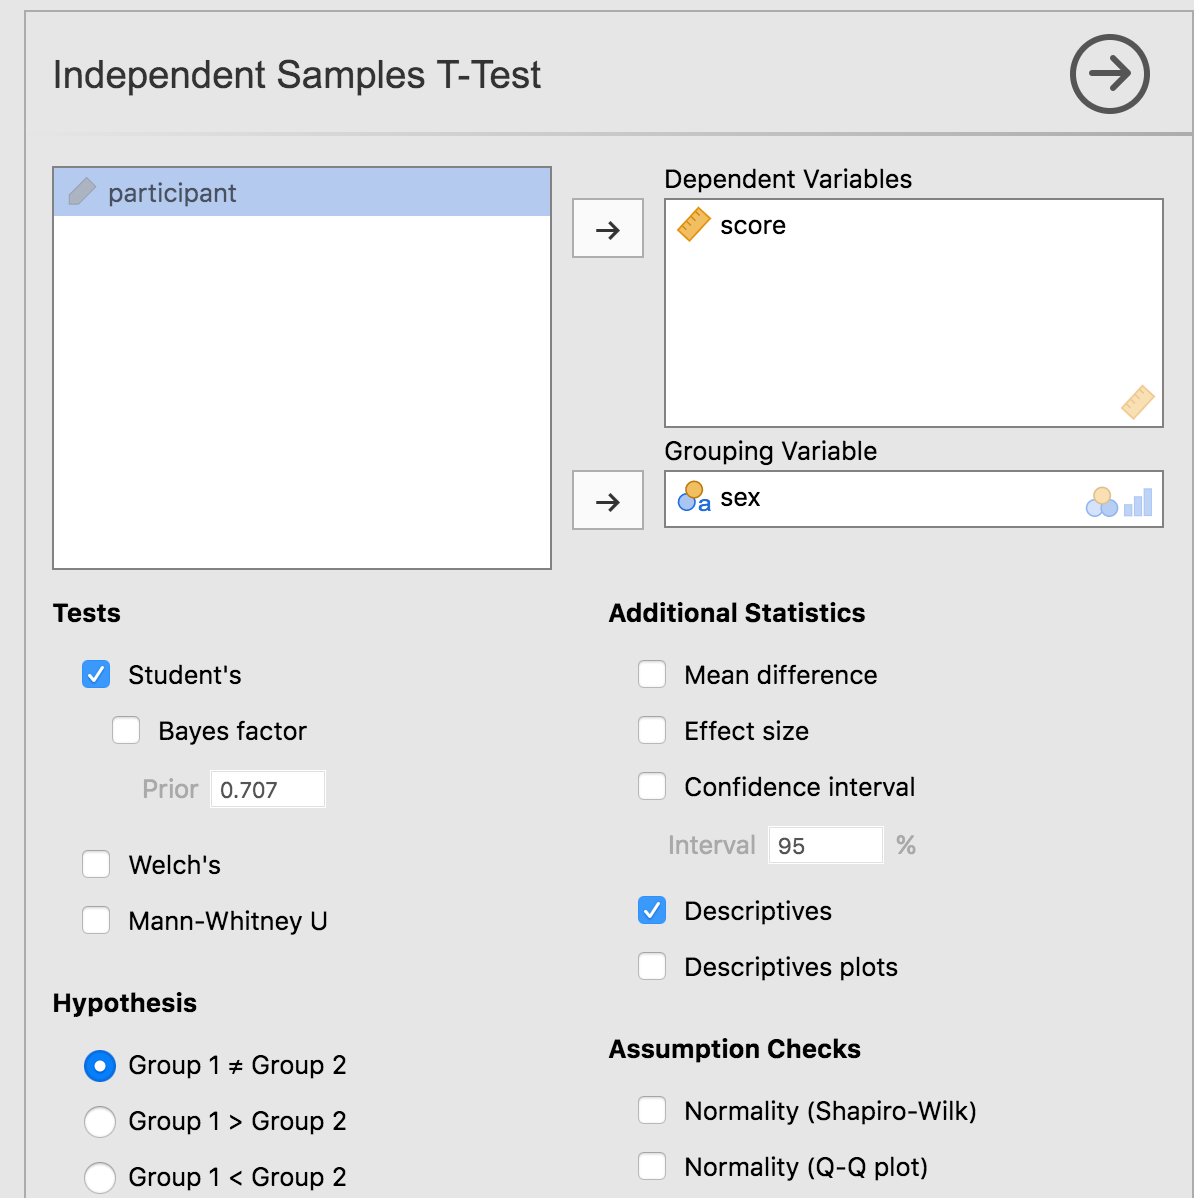 Independent Samples T-Test
participant
Dependent Variables
score
Grouping Variable
a sex
Tests
Student's
Bayes factor
Prior 0.707
Welch's
Mann-Whitney U
Hypothesis
Group 1 ≠ Group 2
Group 1 > Group 2
Group 1 < Group 2
Additional Statistics
Mean difference
Effect size
Confidence interval
Interval 95 %
Descriptives
Descriptives plots
Assumption Checks
Normality (Shapiro-Wilk)
Normality (Q-Q plot)